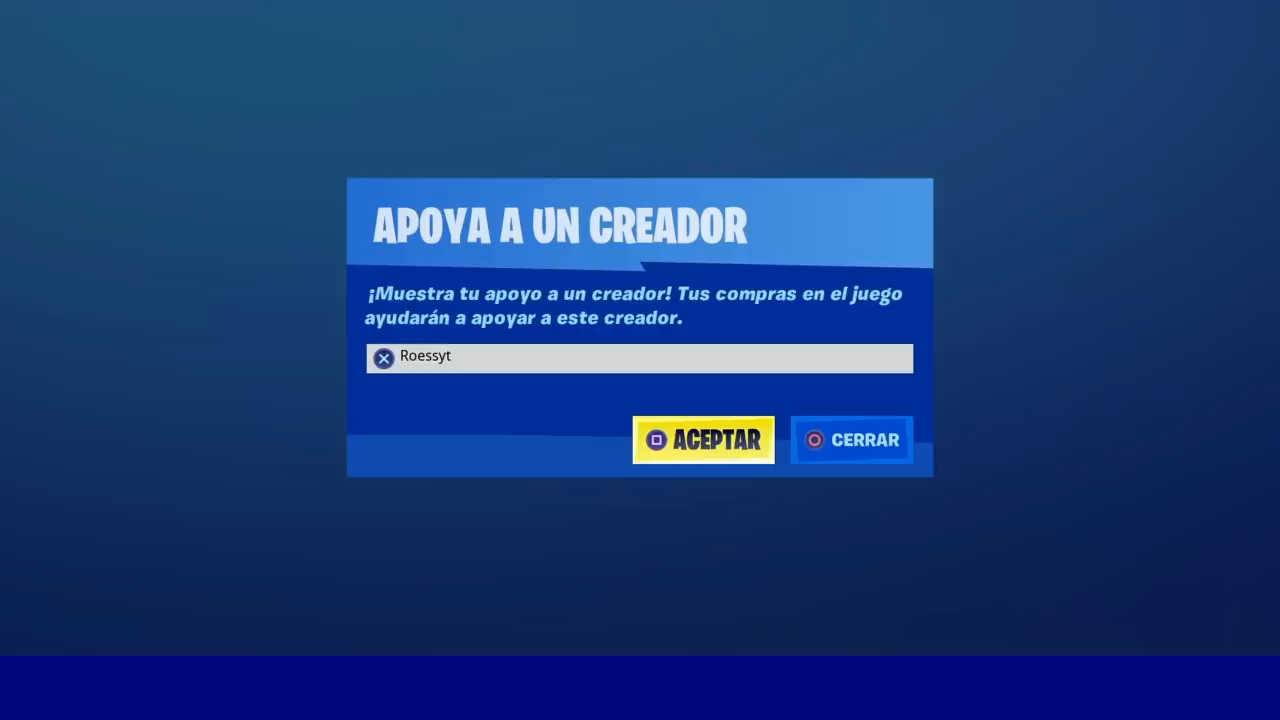 APOYA A UN CREADOR
¡Muestra tu apoyo a un creador! Tus compras en el juego
ayudarán a apoyar a este creador.
Roessyt
ACEPTAR CERRAR